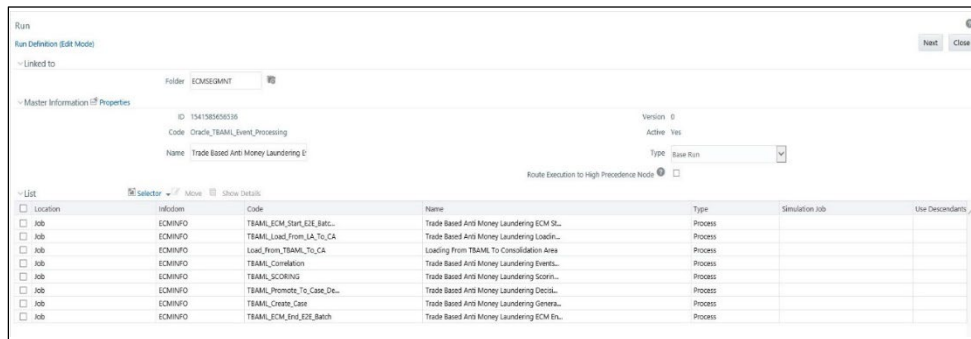 Run
Run Definition (Edit Mode)
Next Close
Linked to
Folder ECMSEGMNT
Master Information Properties
ID 1541585656536 Version 0
Code Oracle_TBAML_Event_Processing Active Yes
Name Trade Based Anti Money Laundering E Type Base Run
Route Execution to High Precedence Node ?
List Selector Move Show Details
Location Infodom Code Name Type Simulation Job Use Descendants
Job ECMINFO TBAML_ECM_Start_E2E_Batc... Trade Based Anti Money Laundering ECM St... Process
Job ECMINFO TBAML_Load_From_LA_To_CA Trade Based Anti Money Laundering Loadin... Process
Job ECMINFO Load_From_TBAML_To_CA Loading From TBAML To Consolidation Area Process
Job ECMINFO TBAML_Correlation Trade Based Anti Money Laundering Events... Process
Job ECMINFO TBAML_SCORING Trade Based Anti Money Laundering Scorin... Process
Job ECMINFO TBAML_Promote_To_Case_De... Trade Based Anti Money Laundering Decisi... Process
Job ECMINFO TBAML_Create_Case Trade Based Anti Money Laundering Genera... Process
Job ECMINFO TBAML_ECM_End_E2E_Batch Trade Based Anti Money Laundering ECM En... Process